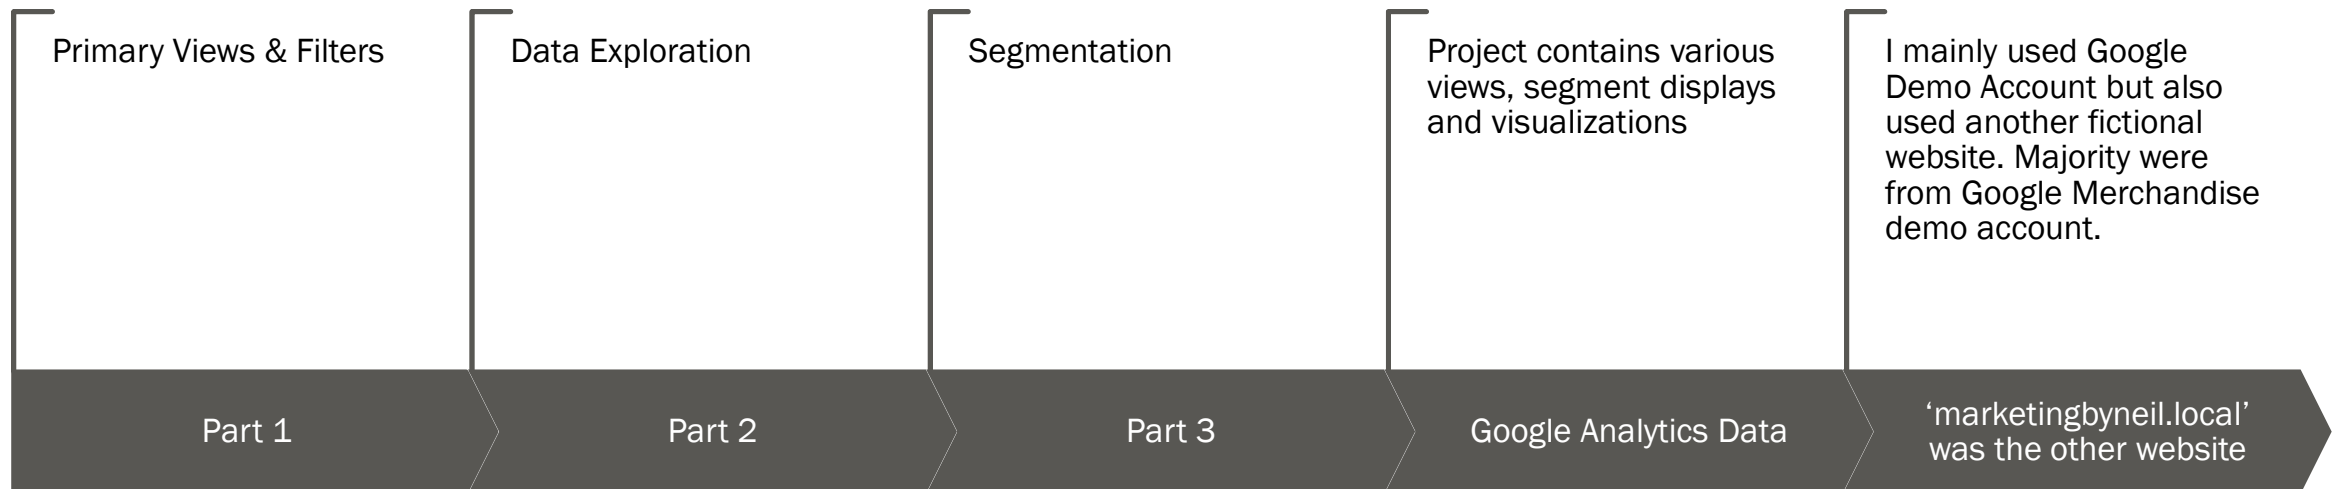 Primary Views & Filters
Data Exploration
Segmentation
Project contains various
views, segment displays
and visualizations
I mainly used Google
Demo Account but also
used another fictional
website. Majority were
from Google Merchandise
demo account.
Part 1
Part 2
Part 3
Google Analytics Data
‘marketingbyneil.local’
was the other website